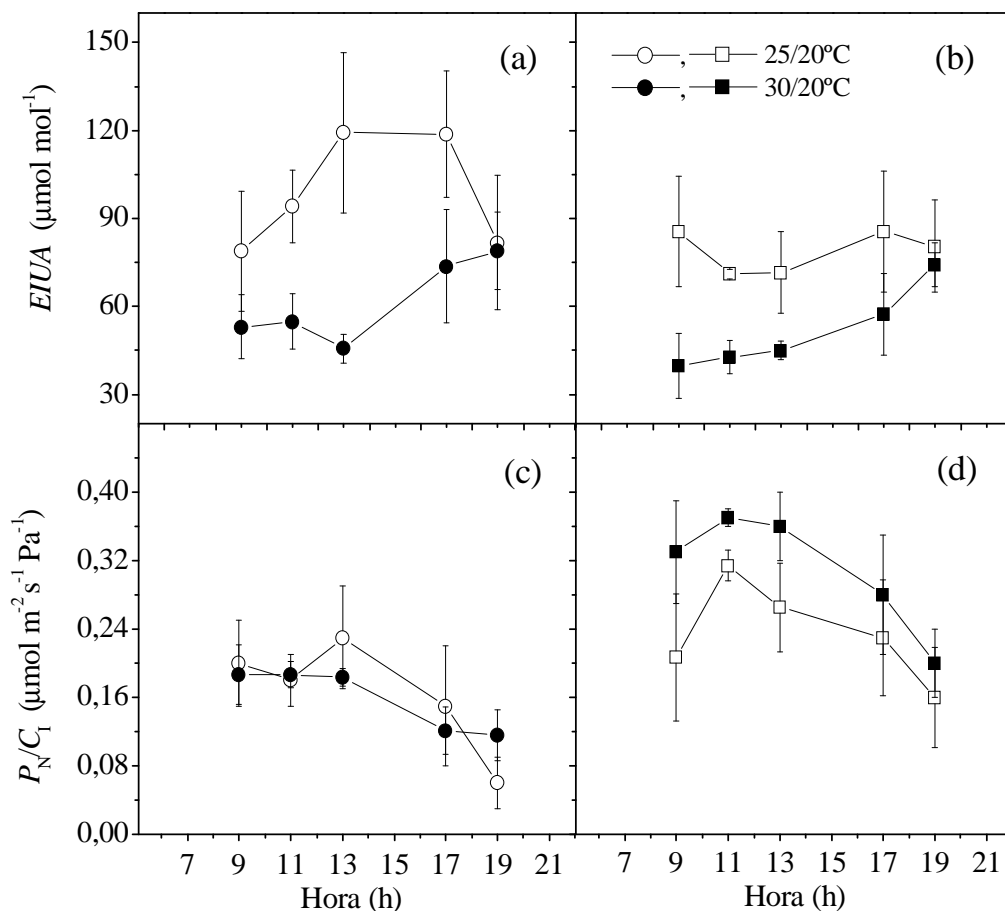 150
120
90
60
30
EIUA (μmol mol⁻¹)
(a)
(b)
, 25/20ºC
, 30/20ºC
0,40
0,32
0,24
0,16
0,08
0,00
P_N/C_I (μmol m⁻² s⁻¹ Pa⁻¹)
(c)
(d)
7 9 11 13 15 17 19 21
7 9 11 13 15 17 19 21
Hora (h)
Hora (h)